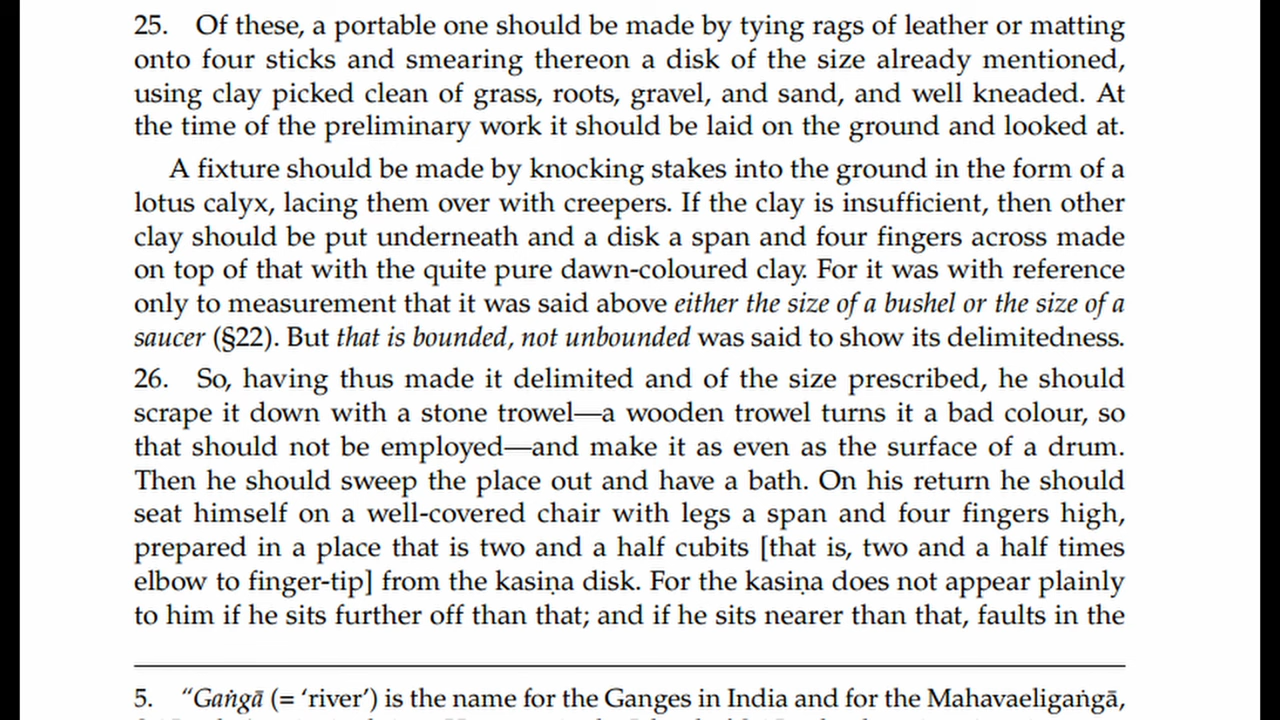 25. Of these, a portable one should be made by tying rags of leather or matting
onto four sticks and smearing thereon a disk of the size already mentioned,
using clay picked clean of grass, roots, gravel, and sand, and well kneaded. At
the time of the preliminary work it should be laid on the ground and looked at.
A fixture should be made by knocking stakes into the ground in the form of a
lotus calyx, lacing them over with creepers. If the clay is insufficient, then other
clay should be put underneath and a disk a span and four fingers across made
on top of that with the quite pure dawn-coloured clay. For it was with reference
only to measurement that it was said above either the size of a bushel or the size of a
saucer (§22). But that is bounded, not unbounded was said to show its delimitedness.
26. So, having thus made it delimited and of the size prescribed, he should
scrape it down with a stone trowel—a wooden trowel turns it a bad colour, so
that should not be employed—and make it as even as the surface of a drum.
Then he should sweep the place out and have a bath. On his return he should
seat himself on a well-covered chair with legs a span and four fingers high,
prepared in a place that is two and a half cubits [that is, two and a half times
elbow to finger-tip] from the kasiṇa disk. For the kasiṇa does not appear plainly
to him if he sits further off than that; and if he sits nearer than that, faults in the
5. “Gaṅgā (= ‘river’) is the name for the Ganges in India and for the Mahavaeligaṅgā,